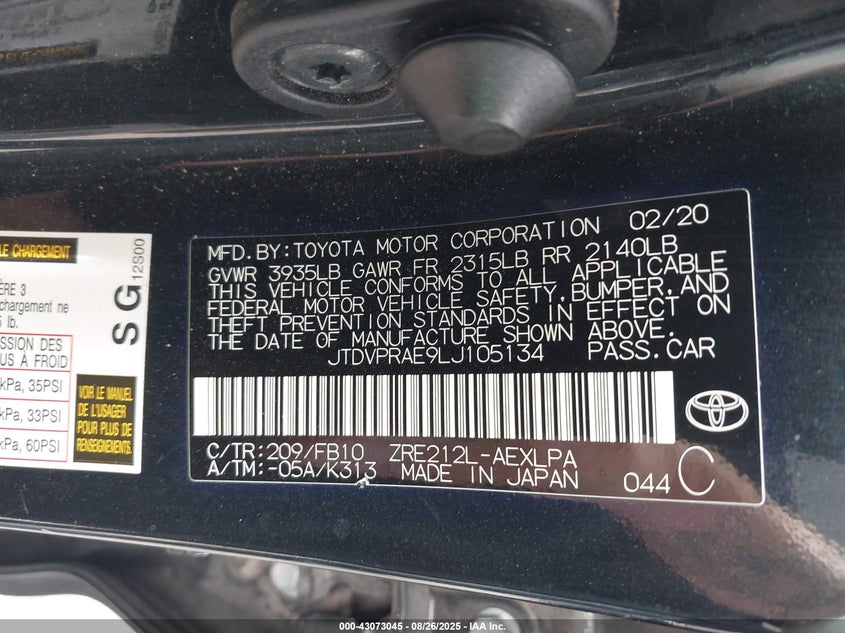 LE CHARGEMENT
ÈRE 3
chargement ne
lb.
SSION DES
US À FROID
kPa, 35PSI
kPa, 33PSI
kPa, 60PSI
VOIR LE MANUEL
DE L'USAGER
POUR PLUS DE
RENSEIGNEMENTS.
SG 12S00
MFD.BY:TOYOTA MOTOR CORPORATION 02/20
GVWR 3935LB GAWR FR 2315LB RR 2140LB
THIS VEHICLE CONFORMS TO ALL APPLICABLE
FEDERAL MOTOR VEHICLE SAFETY,BUMPER,AND
THEFT PREVENTION STANDARDS IN EFFECT ON
THE DATE OF MANUFACTURE SHOWN ABOVE.
JTDVPRAE9LJ105134 PASS.CAR
C/TR:209/FB10 ZRE212L-AEXLPA
A/TM:-05A/K313 MADE IN JAPAN 044 C
000-43073045 - 08/26/2025 - IAA Inc.